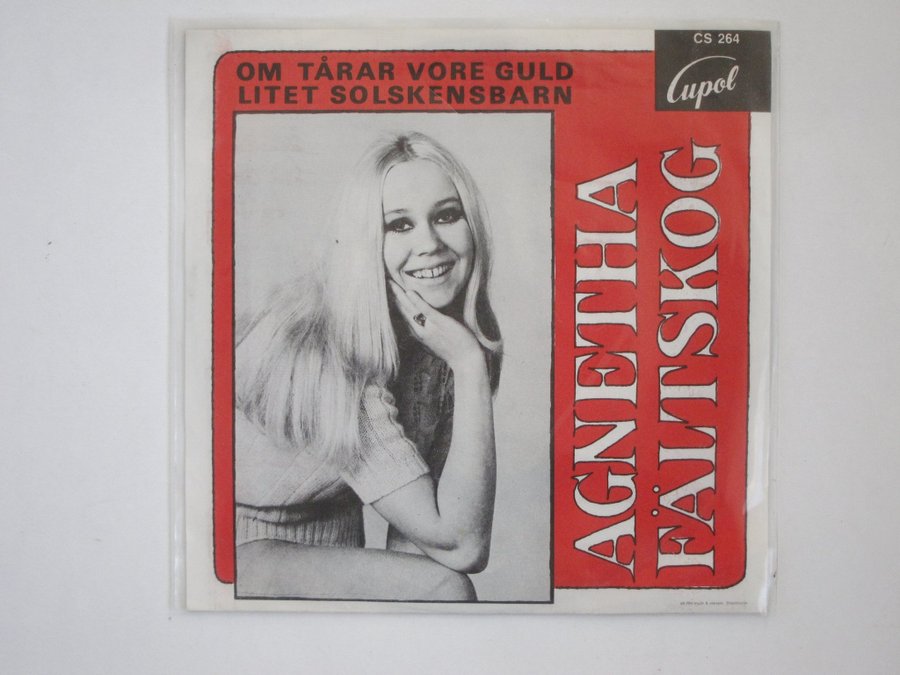 OM TÅRAR VORE GULD
LITET SOLSKENSBARN
CS 264
Cupol
AGNETHA
FÄLTSKOG